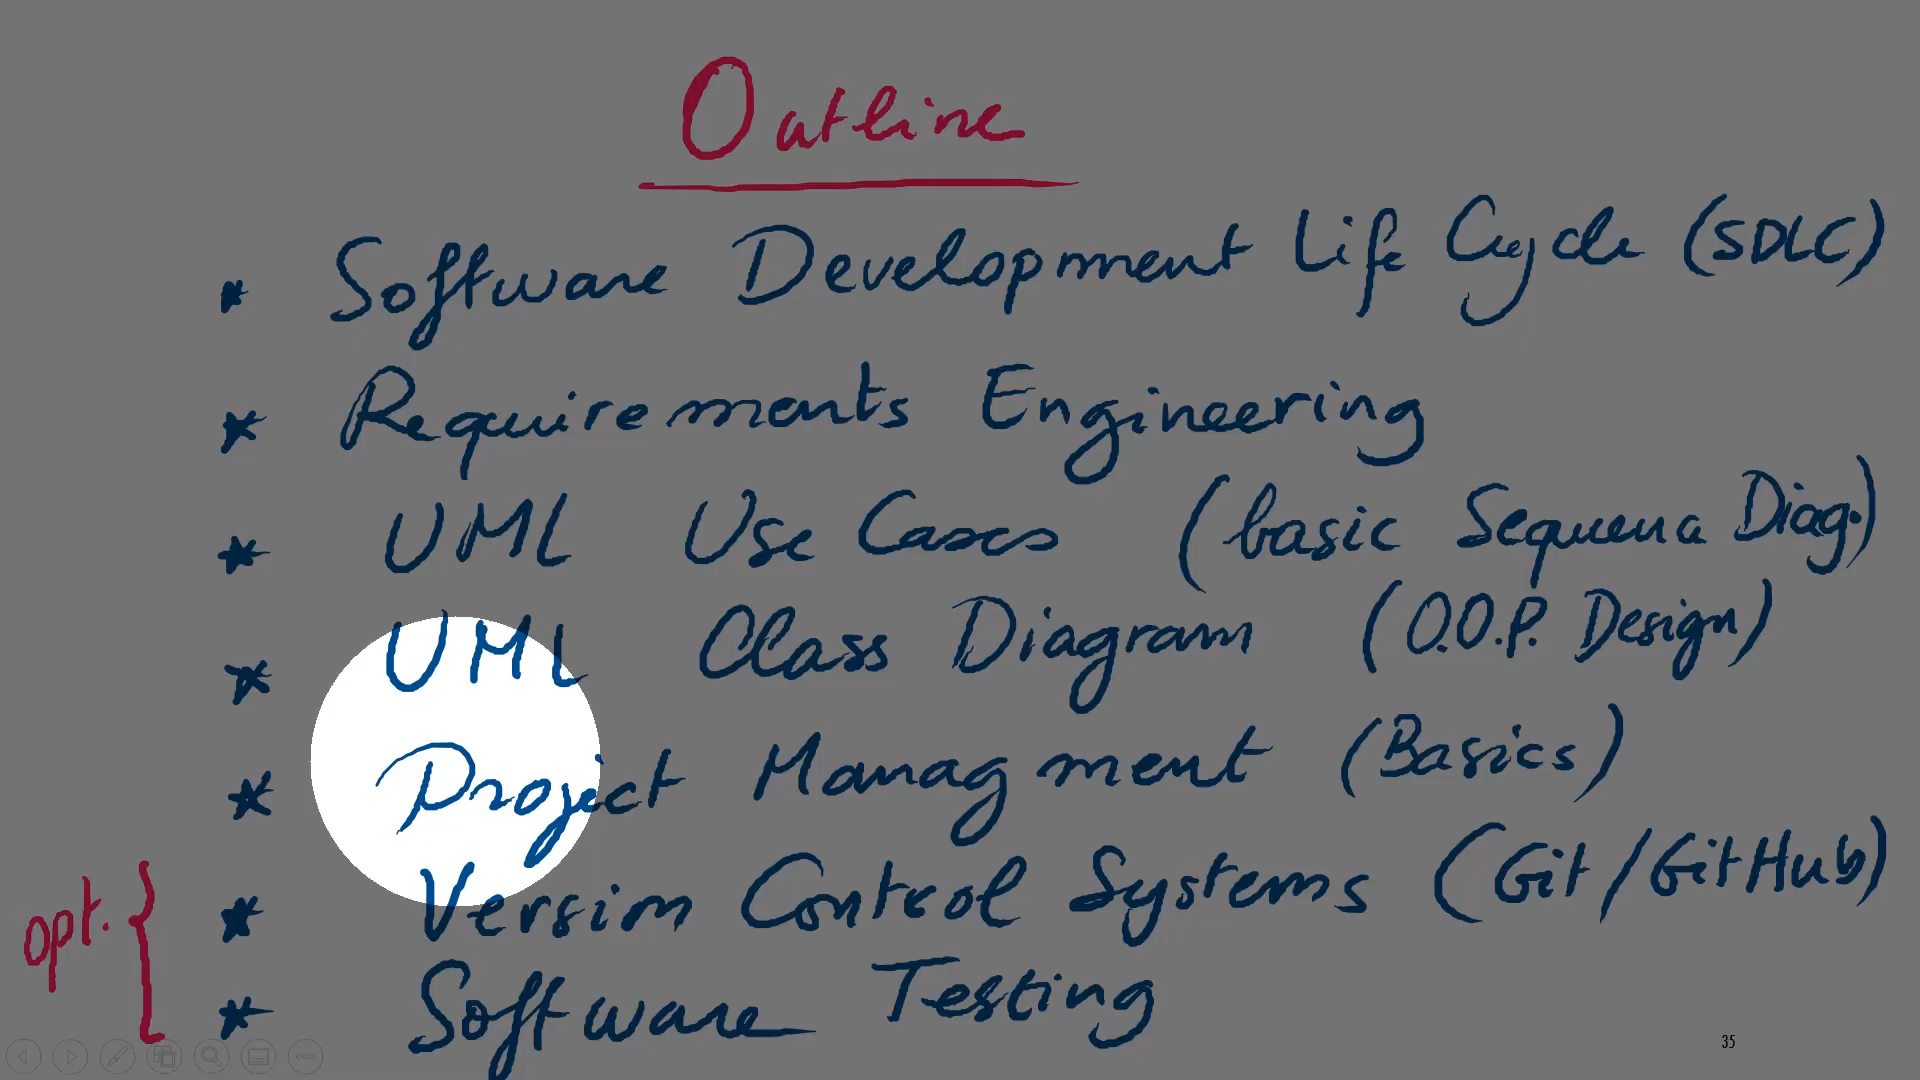 Outline
* Software Development Life Cycle (SDLC)
* Requirements Engineering
* UML Use Cases (basic Sequence Diag.)
* UML Class Diagram (O.O.P. Design)
* Project Managment (Basics)
opt. { * Version Control Systems (Git/GitHub)
* Software Testing
35